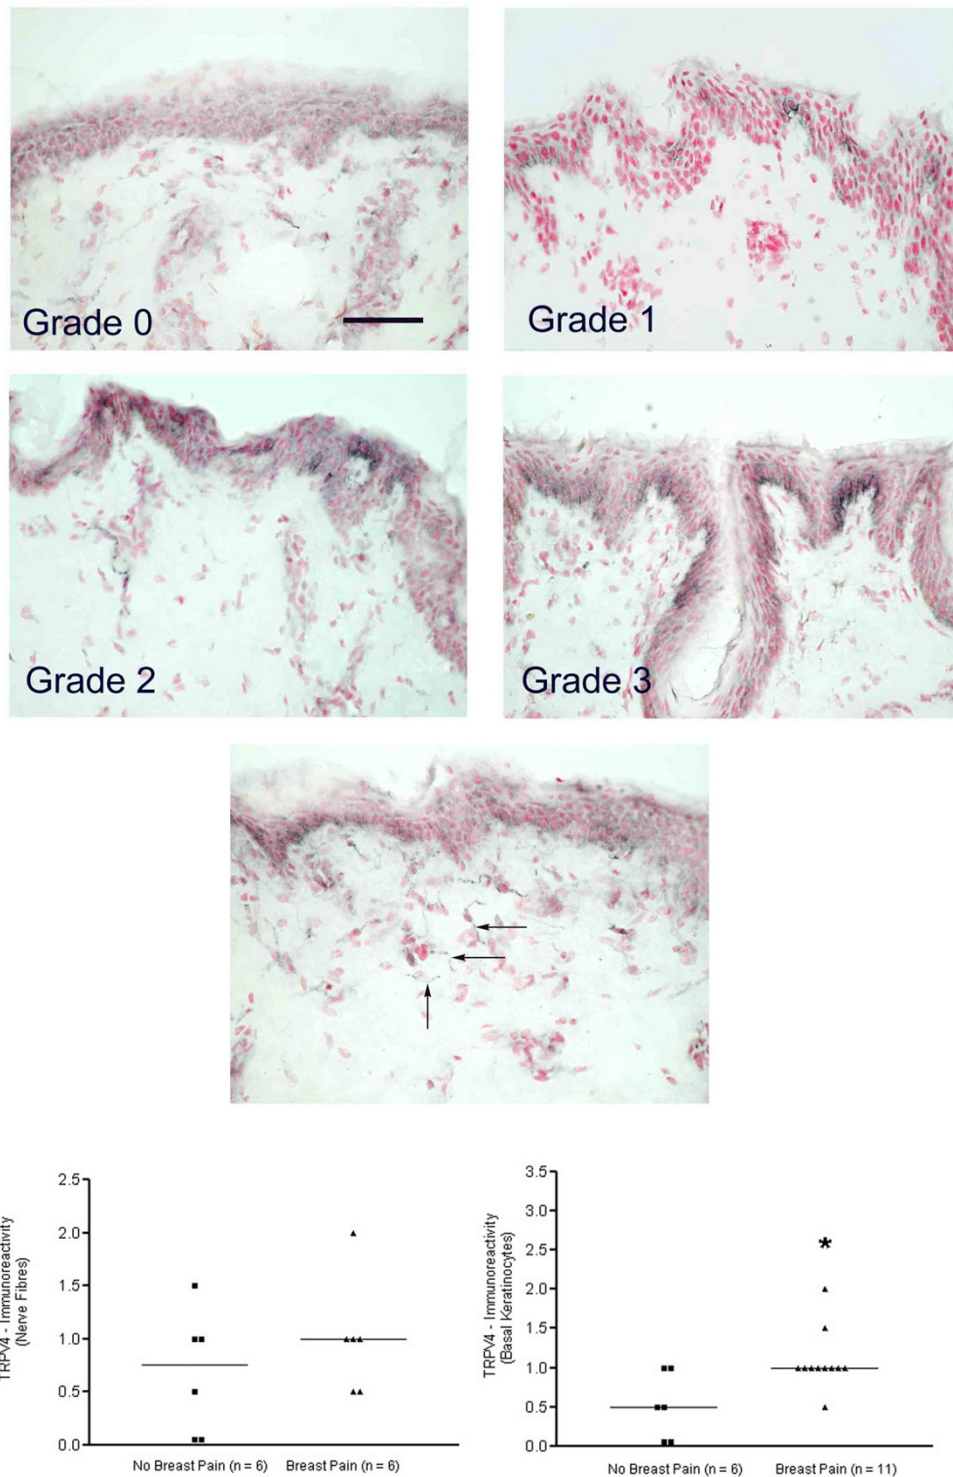 Grade 0
Grade 1
Grade 2
Grade 3
TRPV4 - Immunoreactivity
(Nerve Fibres)
2.5
2.0
1.5
1.0
0.5
0.0
No Breast Pain (n = 6)
Breast Pain (n = 6)
TRPV4 - Immunoreactivity
(Basal Keratinocytes)
3.5
3.0
2.5
2.0
1.5
1.0
0.5
0.0
*
No Breast Pain (n = 6)
Breast Pain (n = 11)